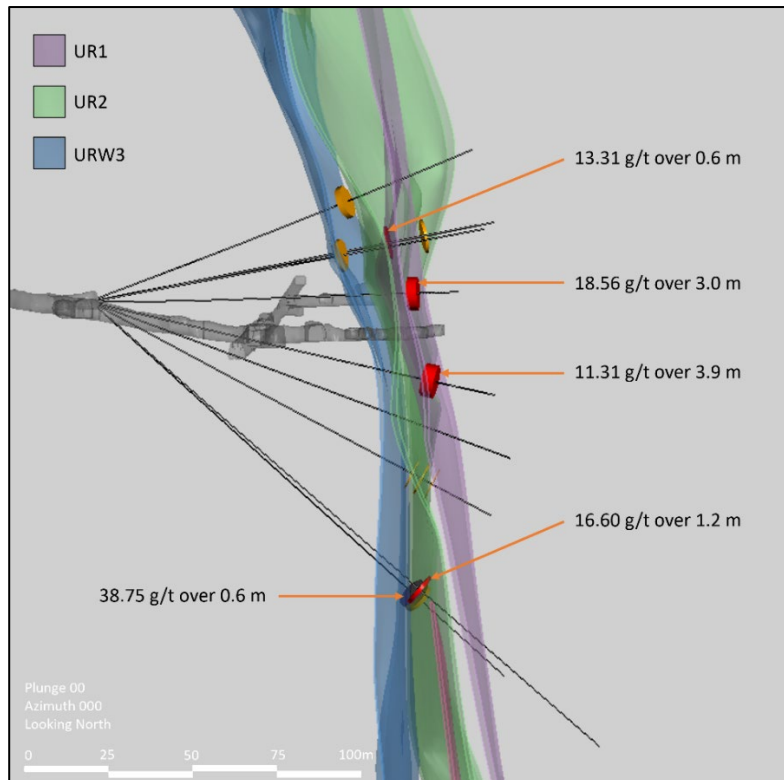 UR1
UR2
URW3
13.31 g/t over 0.6 m
18.56 g/t over 3.0 m
11.31 g/t over 3.9 m
16.60 g/t over 1.2 m
38.75 g/t over 0.6 m
Plunge 00
Azimuth 000
Looking North
0 25 50 75 100m